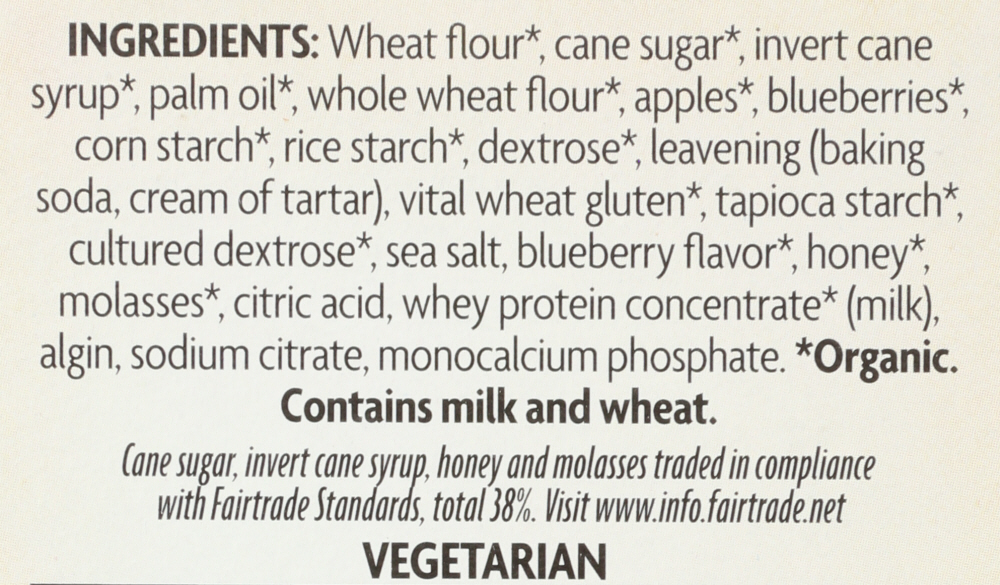 INGREDIENTS: Wheat flour*, cane sugar*, invert cane
syrup*, palm oil*, whole wheat flour*, apples*, blueberries*,
corn starch*, rice starch*, dextrose*, leavening (baking
soda, cream of tartar), vital wheat gluten*, tapioca starch*,
cultured dextrose*, sea salt, blueberry flavor*, honey*,
molasses*, citric acid, whey protein concentrate* (milk),
algin, sodium citrate, monocalcium phosphate. *Organic.
Contains milk and wheat.
Cane sugar, invert cane syrup, honey and molasses traded in compliance
with Fairtrade Standards, total 38%. Visit www.info.fairtrade.net
VEGETARIAN